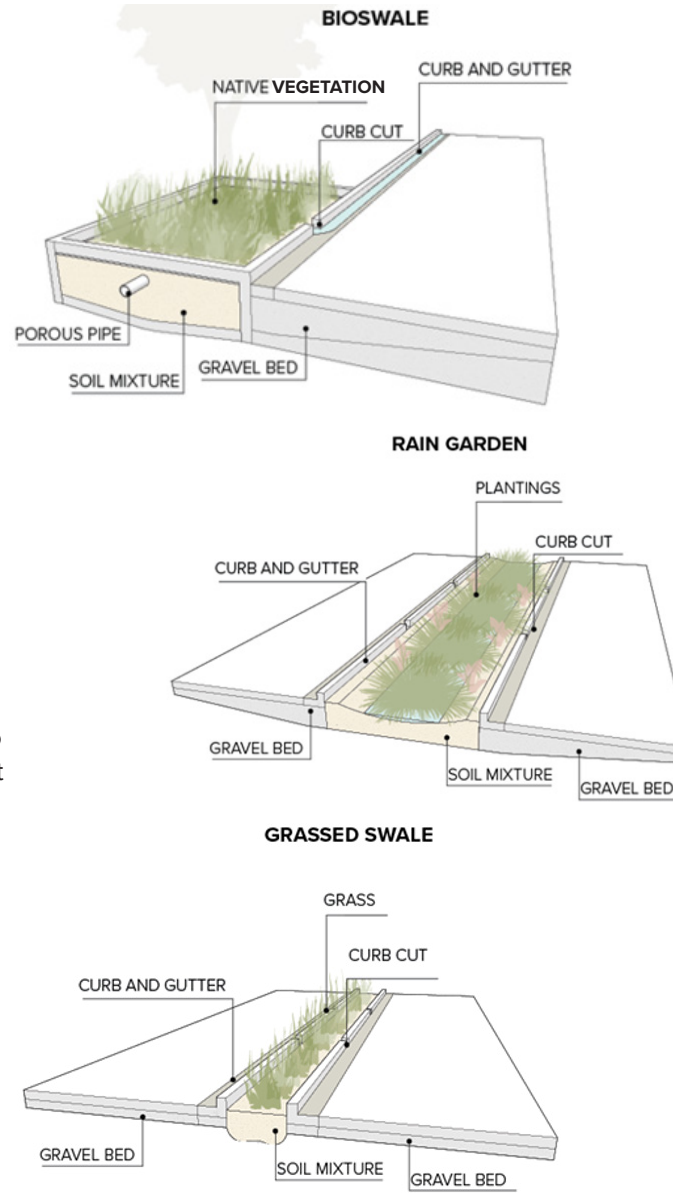 BIOSWALE
CURB AND GUTTER
NATIVE VEGETATION
CURB CUT
POROUS PIPE
GRAVEL BED
SOIL MIXTURE
RAIN GARDEN
PLANTINGS
CURB CUT
CURB AND GUTTER
GRAVEL BED
SOIL MIXTURE
GRAVEL BED
GRASSED SWALE
GRASS
CURB CUT
CURB AND GUTTER
GRAVEL BED
SOIL MIXTURE
GRAVEL BED